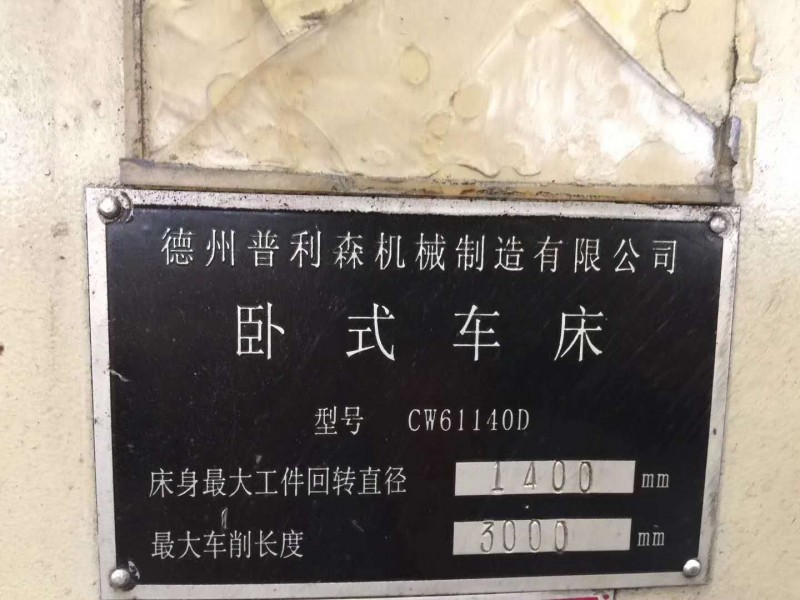 德州普利森机械制造有限公司
卧式车床
型号 CW61140D
床身最大工件回转直径 1400 mm
最大车削长度 3000 mm